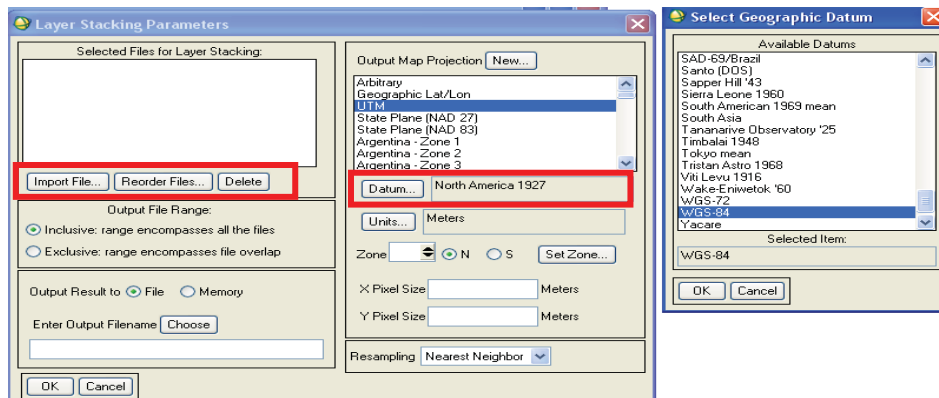 Layer Stacking Parameters
Selected Files for Layer Stacking:
Import File...
Reorder Files...
Delete
Output File Range:
Inclusive: range encompasses all the files
Exclusive: range encompasses file overlap
Output Result to File Memory
Enter Output Filename Choose
OK Cancel
Output Map Projection New...
Arbitrary
Geographic Lat/Lon
UTM
State Plane (NAD 27)
State Plane (NAD 83)
Argentina - Zone 1
Argentina - Zone 2
Argentina - Zone 3
Datum... North America 1927
Units... Meters
Zone N S Set Zone...
X Pixel Size Meters
Y Pixel Size Meters
Resampling Nearest Neighbor
Select Geographic Datum
Available Datums
SAD-69/Brazil
Santo (DOS)
Sapper Hill '43
Sierra Leone 1960
South American 1969 mean
South Asia
Tananarive Observatory '25
Timbalai 1948
Tokyo mean
Tristan Astro 1968
Viti Levu 1916
Wake-Eniwetok '60
WGS-72
WGS-84
Yacare
Selected Item:
WGS-84
OK Cancel